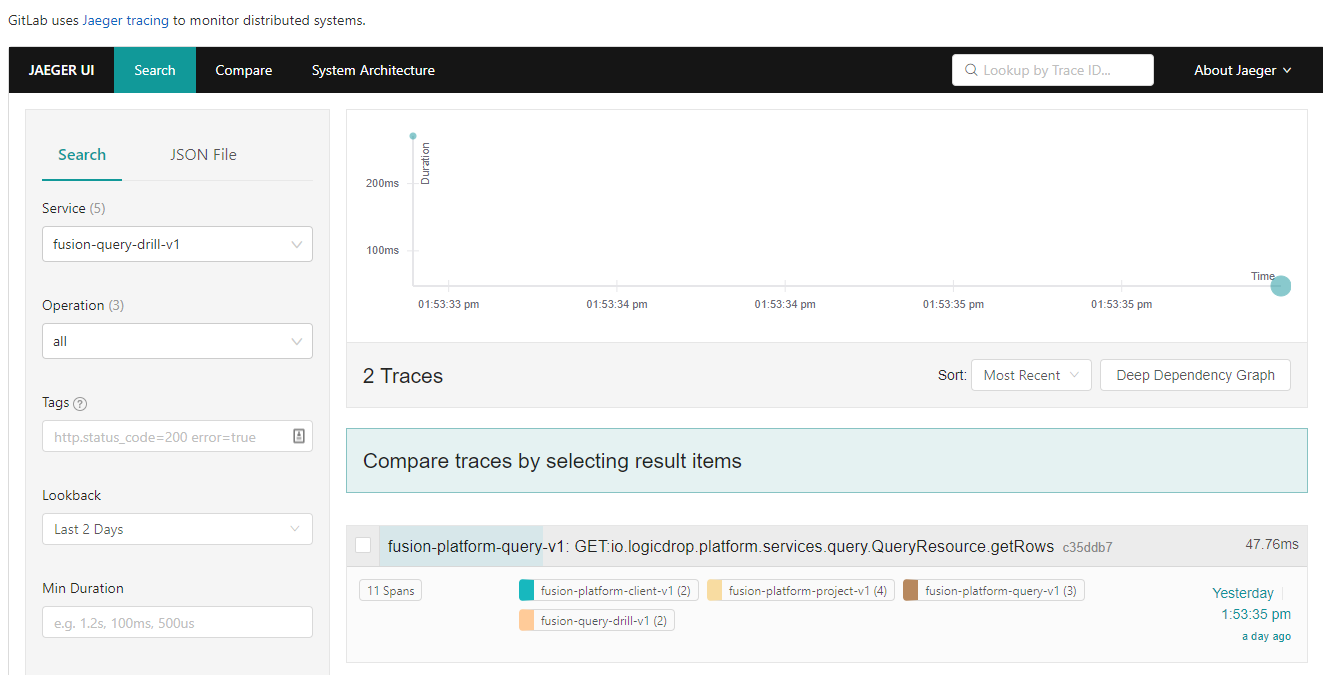 GitLab uses Jaeger tracing to monitor distributed systems.
JAEGER UI Search Compare System Architecture Lookup by Trace ID... About Jaeger
Search JSON File
Service (5)
fusion-query-drill-v1
Operation (3)
all
Tags ?
http.status_code=200 error=true
Lookback
Last 2 Days
Min Duration
e.g. 1.2s, 100ms, 500us
Duration
200ms
100ms
Time
01:53:33 pm 01:53:34 pm 01:53:34 pm 01:53:35 pm 01:53:35 pm
2 Traces Sort: Most Recent Deep Dependency Graph
Compare traces by selecting result items
fusion-platform-query-v1: GET:io.logicdrop.platform.services.query.QueryResource.getRows c35ddb7 47.76ms
11 Spans fusion-platform-client-v1 (2) fusion-platform-project-v1 (4) fusion-platform-query-v1 (3)
fusion-query-drill-v1 (2)
Yesterday
1:53:35 pm
a day ago